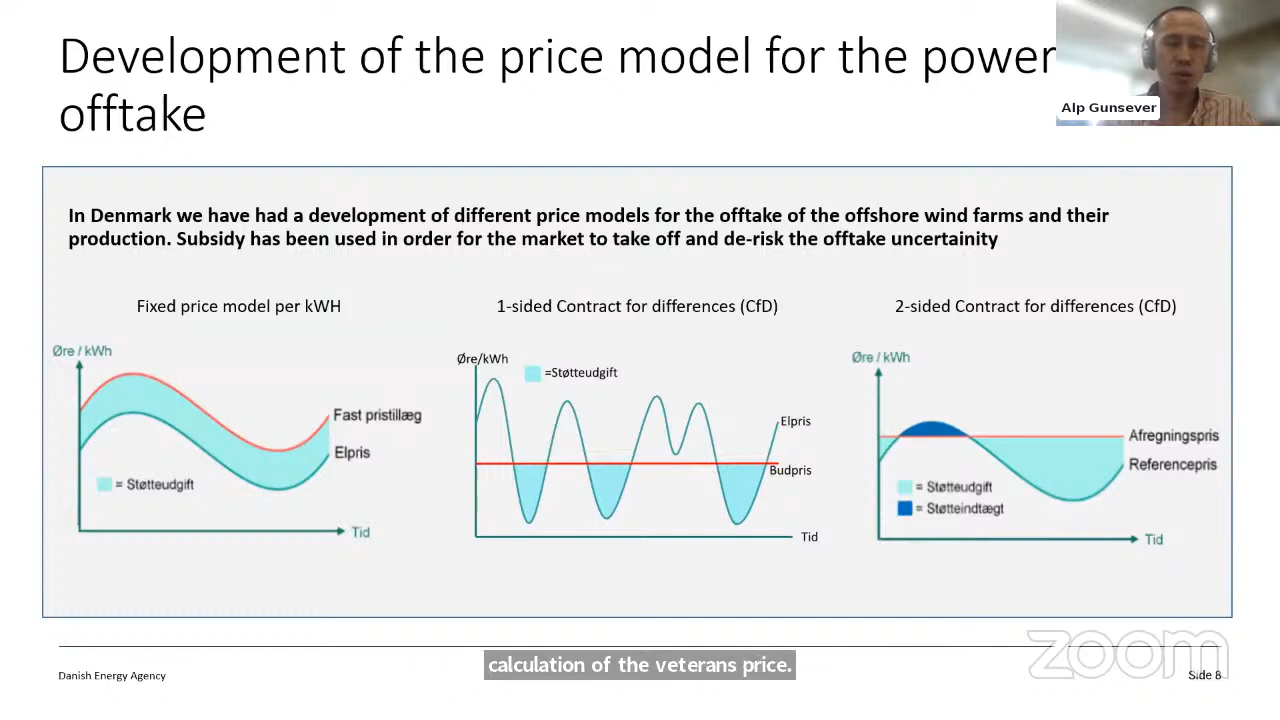 Development of the price model for the power
offtake
Alp Gunsever
In Denmark we have had a development of different price models for the offtake of the offshore wind farms and their
production. Subsidy has been used in order for the market to take off and de-risk the offtake uncertainity
Fixed price model per kWH
Øre / kWh
Fast pristillæg
Elpris
= Støtteudgift
Tid
1-sided Contract for differences (CfD)
Øre/kWh
=Støtteudgift
Elpris
Budpris
Tid
2-sided Contract for differences (CfD)
Øre / kWh
Afregningspris
Referencepris
= Støtteudgift
= Støtteindtægt
Tid
zoom
Danish Energy Agency
calculation of the veterans price.
Side 8